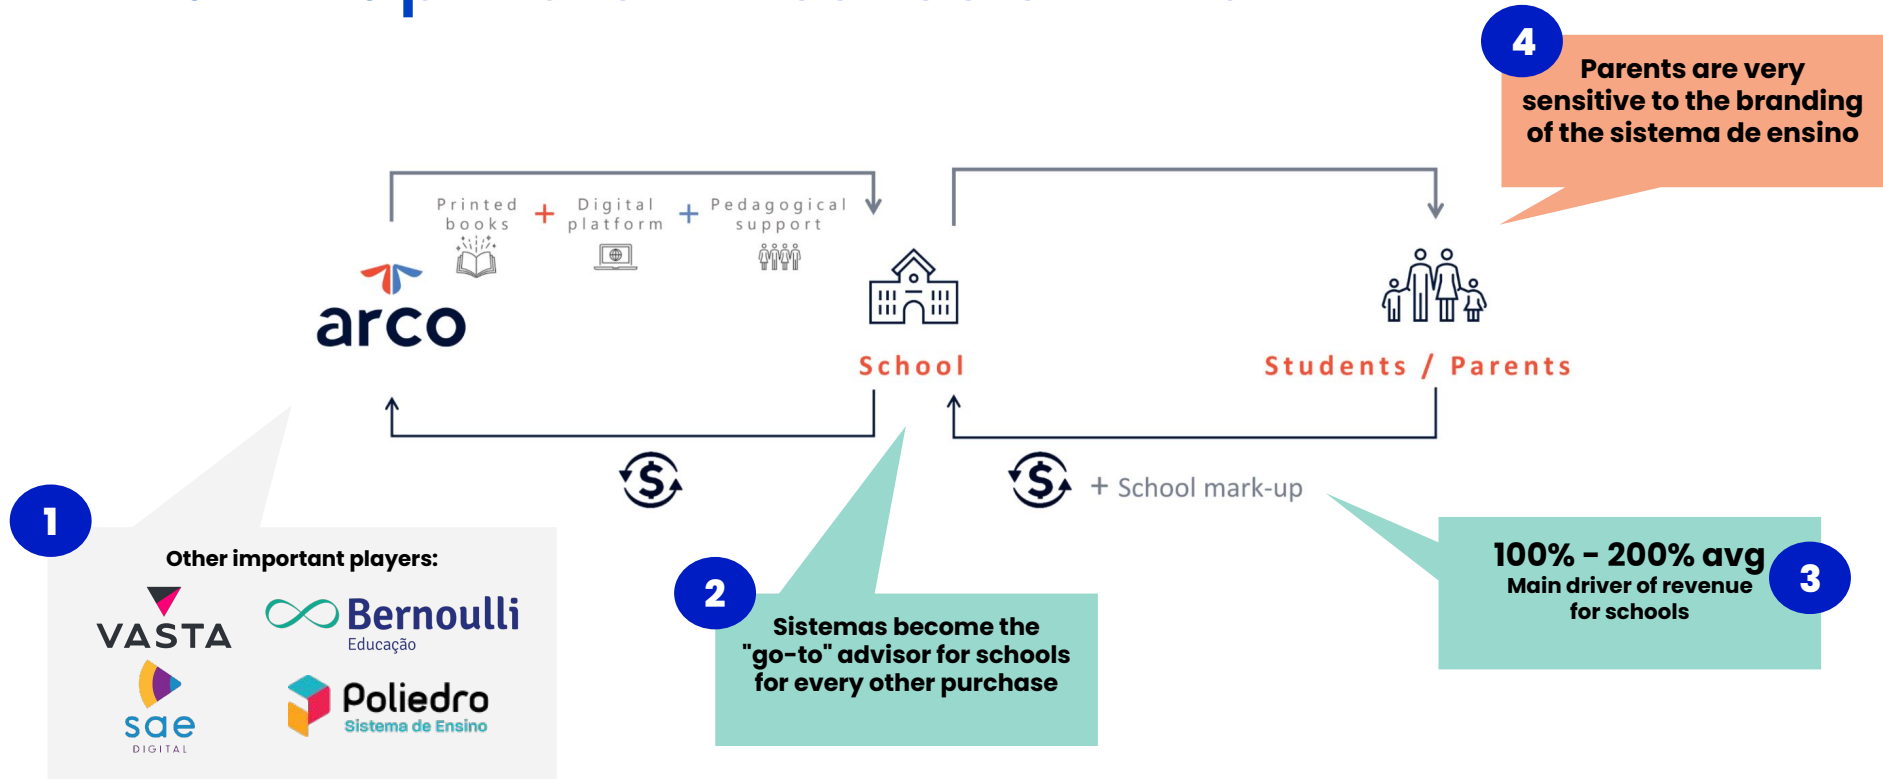 4
Parents are very
sensitive to the branding
of the sistema de ensino
Printed
books
+
Digital
platform
+
Pedagogical
support
arco
School
Students / Parents
$
$
+ School mark-up
1
Other important players:
VASTA
Bernoulli
Educação
sae
DIGITAL
Poliedro
Sistema de Ensino
2
Sistemas become the
"go-to" advisor for schools
for every other purchase
3
100% - 200% avg
Main driver of revenue
for schools